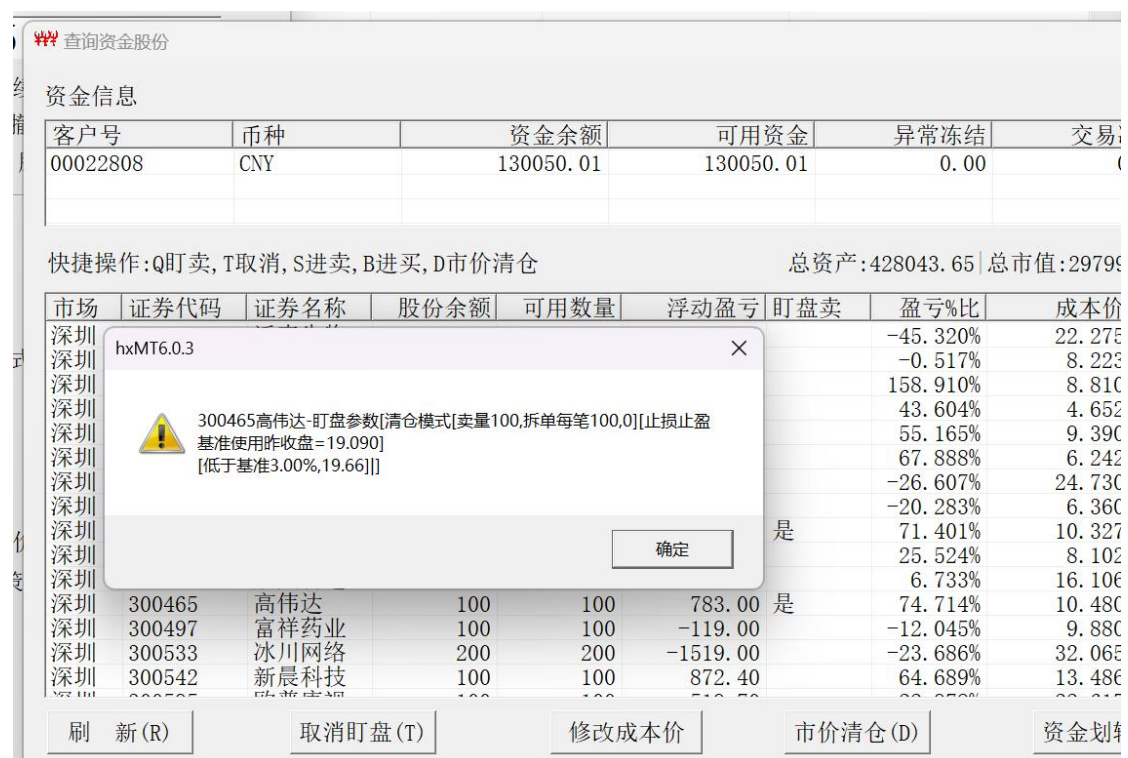 查询资金股份
资金信息
客户号 币种 资金余额 可用资金 异常冻结 交易
00022808 CNY 130050.01 130050.01 0.00
快捷操作:Q盯卖,T取消,S进卖,B进买,D市价清仓 总资产:428043.65 总市值:29799
市场 证券代码 证券名称 股份余额 可用数量 浮动盈亏 盯盘卖 盈亏%比 成本价
深圳 -45.320% 22.275
深圳 -0.517% 8.223
深圳 158.910% 8.810
深圳 43.604% 4.652
深圳 55.165% 9.390
深圳 67.888% 6.242
深圳 -26.607% 24.730
深圳 -20.283% 6.360
深圳 是 71.401% 10.327
深圳 25.524% 8.102
深圳 6.733% 16.106
hxMT6.0.3
300465高伟达-盯盘参数[清仓模式[卖量100,拆单每笔100,0][止损止盈
基准使用昨收盘=19.090]
[低于基准3.00%,19.66]|]
确定
深圳 300465 高伟达 100 100 783.00 是 74.714% 10.480
深圳 300497 富祥药业 100 100 -119.00 -12.045% 9.880
深圳 300533 冰川网络 200 200 -1519.00 -23.686% 32.065
深圳 300542 新晨科技 100 100 872.40 64.689% 13.486
刷 新(R) 取消盯盘(T) 修改成本价 市价清仓(D) 资金划转